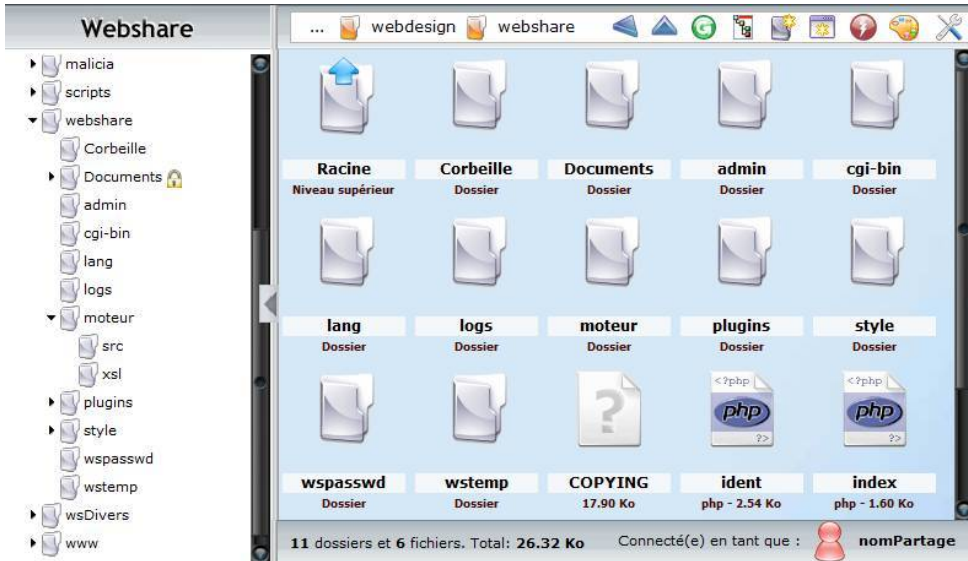 Webshare
malicia
scripts
webshare
Corbeille
Documents
admin
cgi-bin
lang
logs
moteur
src
xsl
plugins
style
wspasswd
wstemp
wsDivers
www
... webdesign webshare
Racine Corbeille Documents admin cgi-bin
Niveau supérieur Dossier Dossier Dossier Dossier
lang logs moteur plugins style
Dossier Dossier Dossier Dossier Dossier
<?php <?php
? php php
?> ?>
wspasswd wstemp COPYING ident index
Dossier Dossier 17.90 Ko php - 2.54 Ko php - 1.60 Ko
11 dossiers et 6 fichiers. Total: 26.32 Ko Connecté(e) en tant que : nomPartage